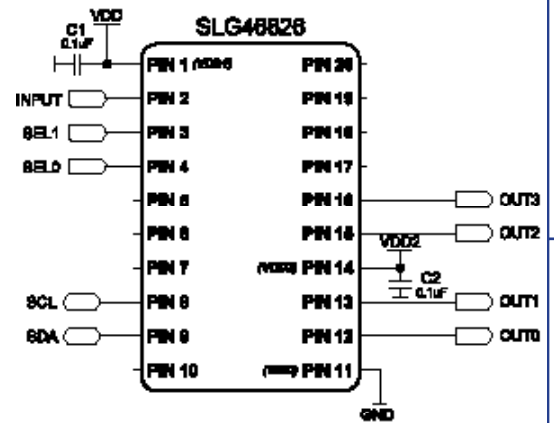 VDD
SLG46826
C1
0.1uF
PIN 1 (VDD) PIN 20
INPUT PIN 2 PIN 19
SEL1 PIN 3 PIN 18
SEL0 PIN 4 PIN 17
PIN 5 PIN 16 OUT3
PIN 6 PIN 15 OUT2
VDD2
PIN 7 (VDD2) PIN 14
C2
0.1uF
SCL PIN 8 PIN 13 OUT1
SDA PIN 9 PIN 12 OUT0
PIN 10 PIN 11
GND